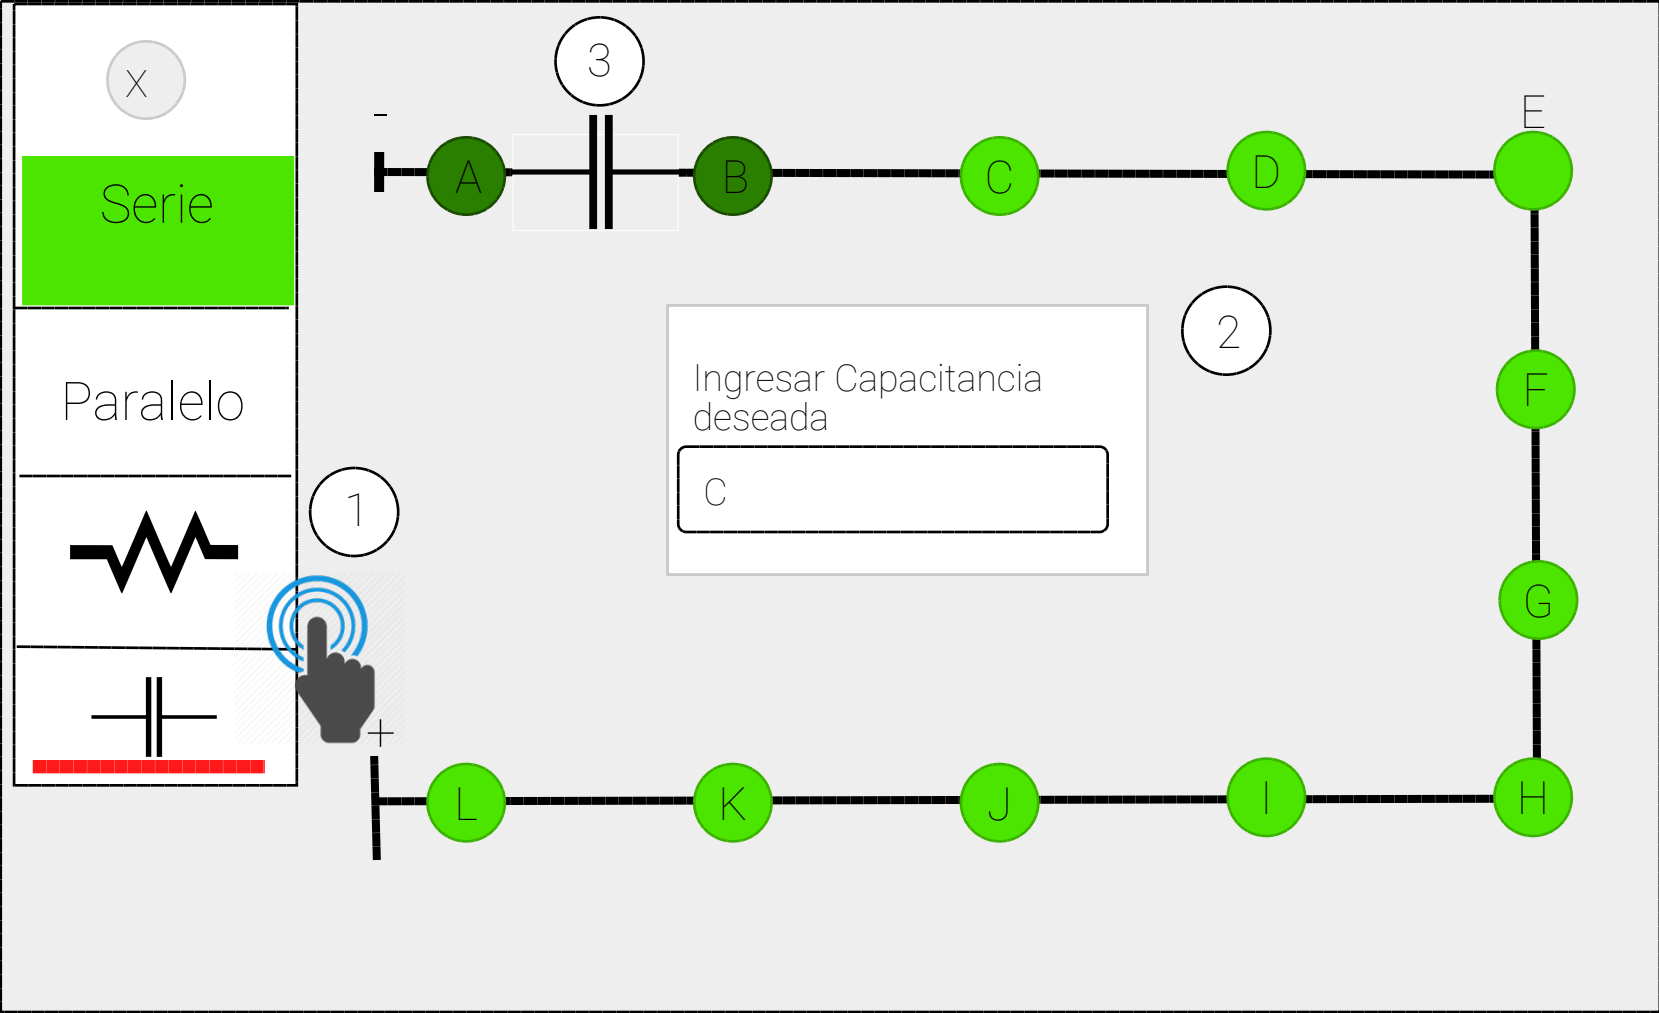 X
Serie
Paralelo
1
3
-
A
B
C
D
E
2
Ingresar Capacitancia
deseada
C
F
G
+
L
K
J
I
H